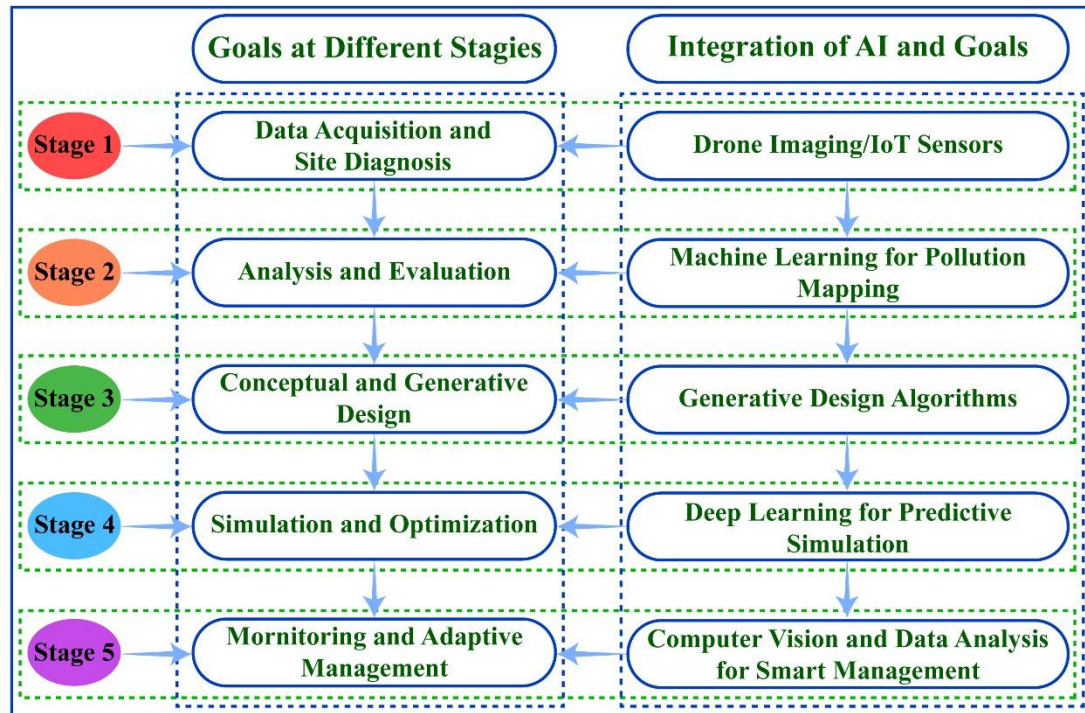 Goals at Different Stagies
Integration of AI and Goals
Stage 1
Data Acquisition and
Site Diagnosis
Drone Imaging/IoT Sensors
Stage 2
Analysis and Evaluation
Machine Learning for Pollution
Mapping
Stage 3
Conceptual and Generative
Design
Generative Design Algorithms
Stage 4
Simulation and Optimization
Deep Learning for Predictive
Simulation
Stage 5
Mornitoring and Adaptive
Management
Computer Vision and Data Analysis
for Smart Management